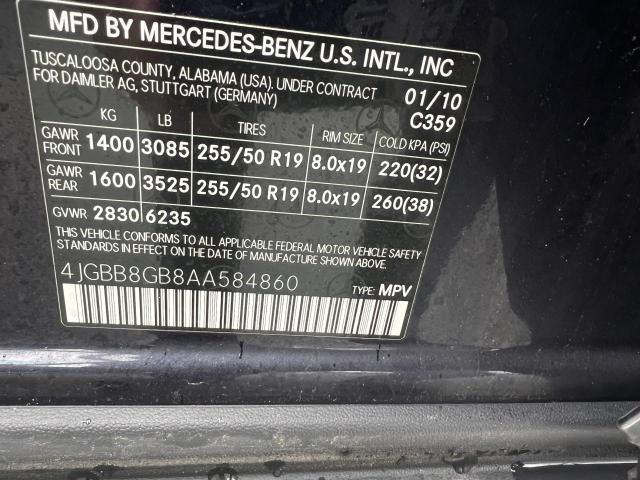 MFD BY MERCEDES-BENZ U.S. INTL., INC
TUSCALOOSA COUNTY, ALABAMA (USA). UNDER CONTRACT 01/10
FOR DAIMLER AG, STUTTGART (GERMANY) C359
KG LB TIRES RIM SIZE COLD KPA (PSI)
GAWR FRONT 1400 3085 255/50 R19 8.0x19 220(32)
GAWR REAR 1600 3525 255/50 R19 8.0x19 260(38)
GVWR 2830 6235
THIS VEHICLE CONFORMS TO ALL APPLICABLE FEDERAL MOTOR VEHICLE SAFETY
STANDARDS IN EFFECT ON THE DATE OF MANUFACTURE SHOWN ABOVE.
4JGBB8GB8AA584860
TYPE: MPV